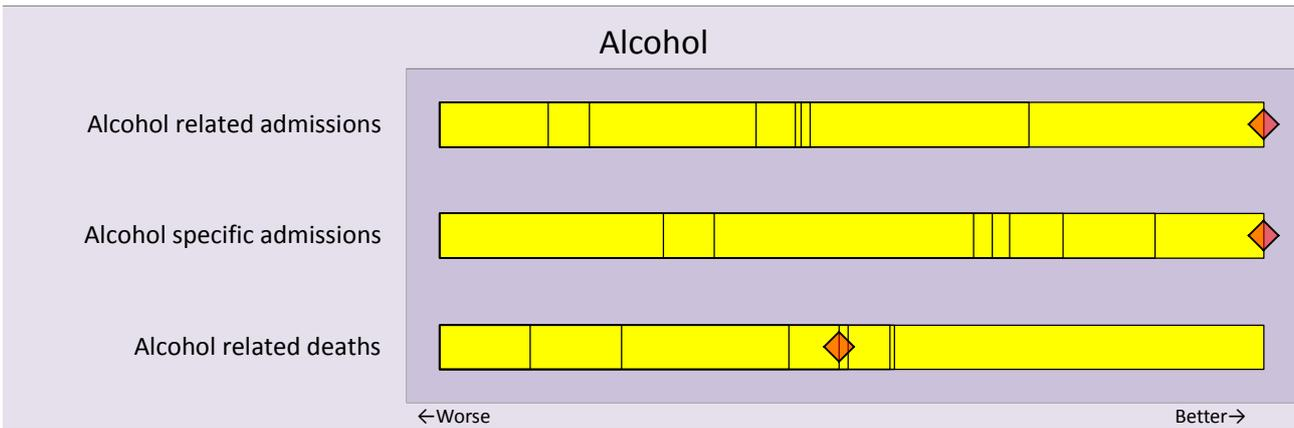 Alcohol
Alcohol related admissions
Alcohol specific admissions
Alcohol related deaths
←Worse
Better→